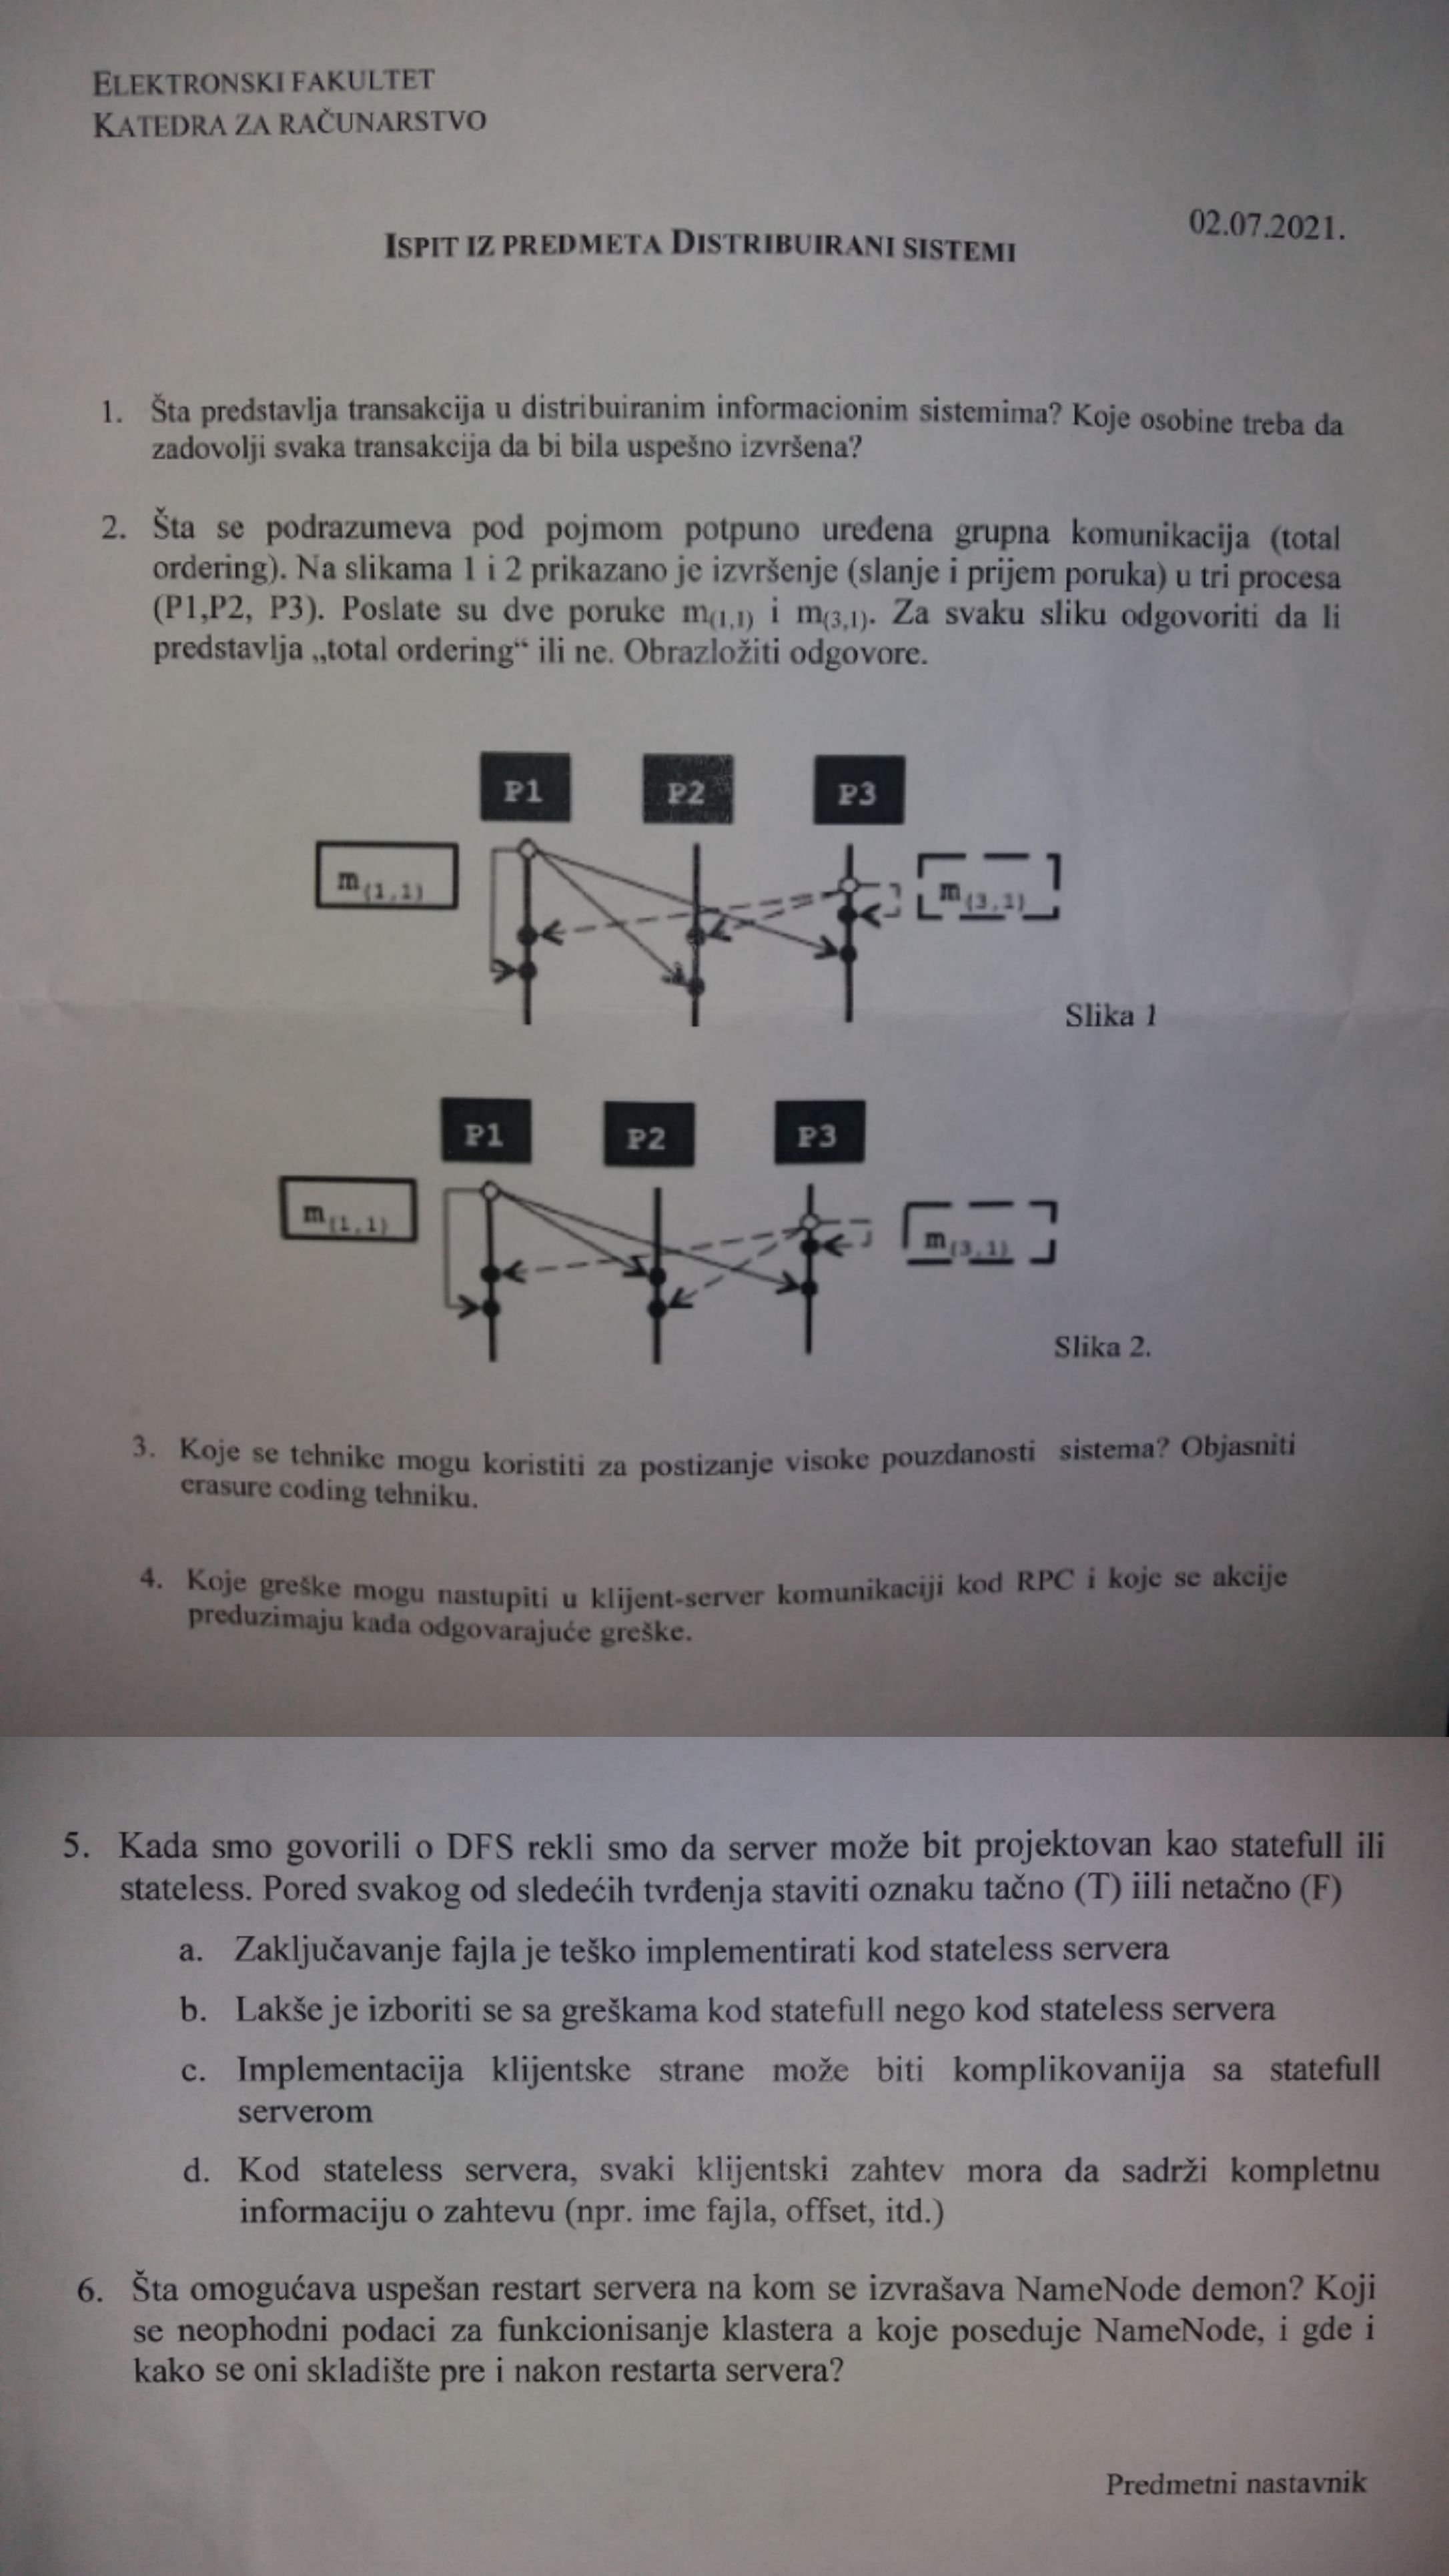 ELEKTRONSKI FAKULTET
KATEDRA ZA RAČUNARSTVO
02.07.2021.
ISPIT IZ PREDMETA DISTRIBUIRANI SISTEMI
1. Šta predstavlja transakcija u distribuiranim informacionim sistemima? Koje osobine treba da
zadovolji svaka transakcija da bi bila uspešno izvršena?
2. Šta se podrazumeva pod pojmom potpuno uređena grupna komunikacija (total
ordering). Na slikama 1 i 2 prikazano je izvršenje (slanje i prijem poruka) u tri procesa
(P1,P2, P3). Poslate su dve poruke m(1,1) i m(3,1). Za svaku sliku odgovoriti da li
predstavlja „total ordering“ ili ne. Obrazložiti odgovore.
P1 P2 P3
m(1,1) m(3,1)
Slika 1
P1 P2 P3
m(1,1) m(3,1)
Slika 2.
3. Koje se tehnike mogu koristiti za postizanje visoke pouzdanosti sistema? Objasniti
erasure coding tehniku.
4. Koje greške mogu nastupiti u klijent-server komunikaciji kod RPC i koje se akcije
preduzimaju kada odgovarajuće greške.
5. Kada smo govorili o DFS rekli smo da server može bit projektovan kao statefull ili
stateless. Pored svakog od sledećih tvrđenja staviti oznaku tačno (T) iili netačno (F)
a. Zaključavanje fajla je teško implementirati kod stateless servera
b. Lakše je izboriti se sa greškama kod statefull nego kod stateless servera
c. Implementacija klijentske strane može biti komplikovanija sa statefull
serverom
d. Kod stateless servera, svaki klijentski zahtev mora da sadrži kompletnu
informaciju o zahtevu (npr. ime fajla, offset, itd.)
6. Šta omogućava uspešan restart servera na kom se izvrašava NameNode demon? Koji
se neophodni podaci za funkcionisanje klastera a koje poseduje NameNode, i gde i
kako se oni skladište pre i nakon restarta servera?
Predmetni nastavnik